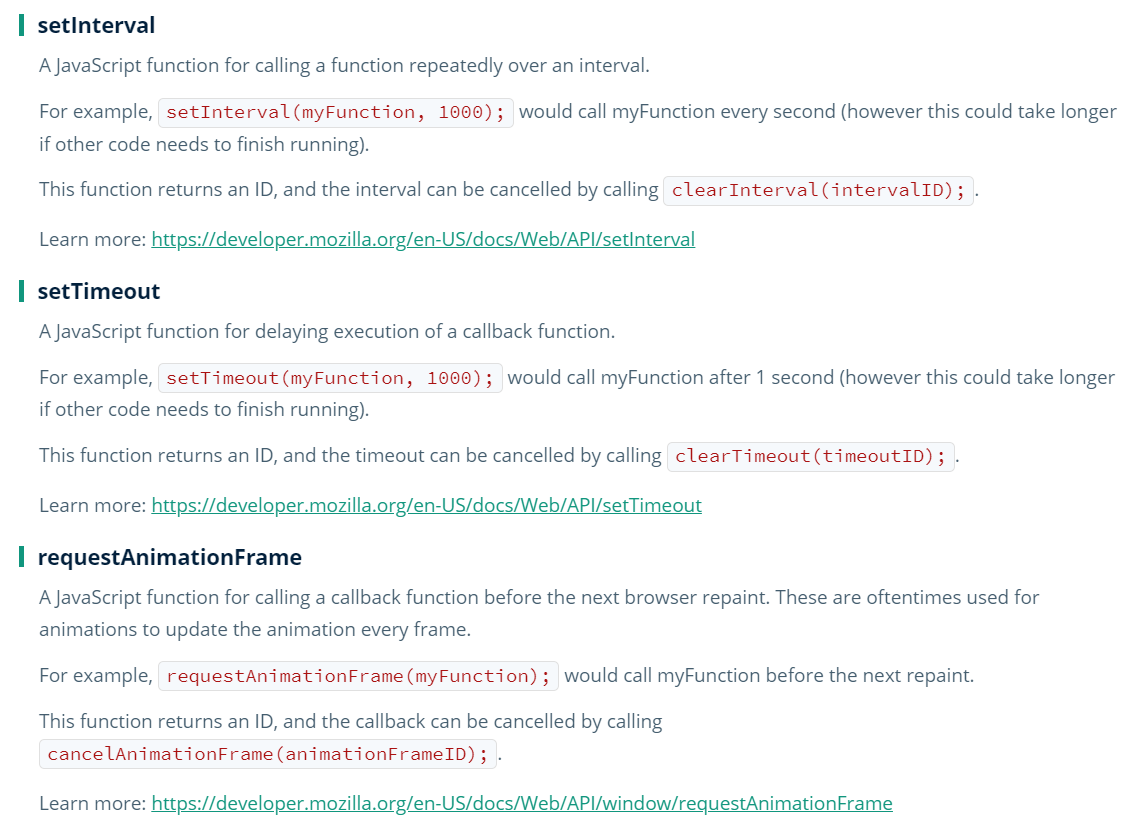 setInterval
A JavaScript function for calling a function repeatedly over an interval.
For example, setInterval(myFunction, 1000); would call myFunction every second (however this could take longer
if other code needs to finish running).
This function returns an ID, and the interval can be cancelled by calling clearInterval(intervalID);.
Learn more: https://developer.mozilla.org/en-US/docs/Web/API/setInterval
setTimeout
A JavaScript function for delaying execution of a callback function.
For example, setTimeout(myFunction, 1000); would call myFunction after 1 second (however this could take longer
if other code needs to finish running).
This function returns an ID, and the timeout can be cancelled by calling clearTimeout(timeoutID);.
Learn more: https://developer.mozilla.org/en-US/docs/Web/API/setTimeout
requestAnimationFrame
A JavaScript function for calling a callback function before the next browser repaint. These are oftentimes used for
animations to update the animation every frame.
For example, requestAnimationFrame(myFunction); would call myFunction before the next repaint.
This function returns an ID, and the callback can be cancelled by calling
cancelAnimationFrame(animationFrameID);.
Learn more: https://developer.mozilla.org/en-US/docs/Web/API/window/requestAnimationFrame